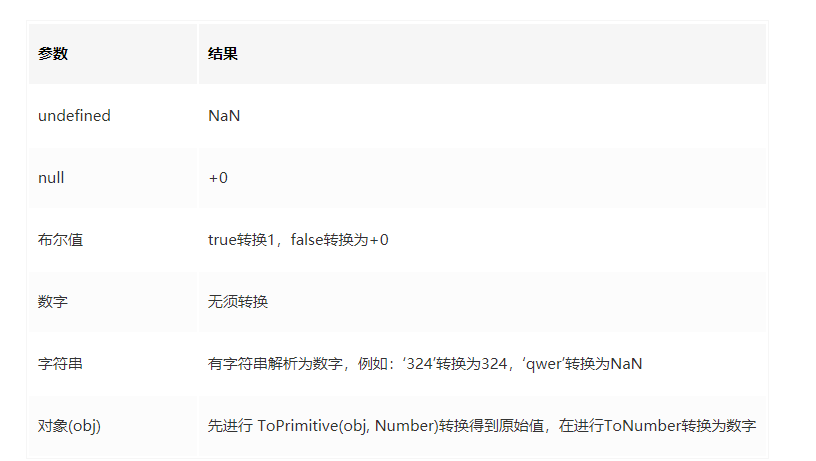 参数 结果
undefined NaN
null +0
布尔值 true转换1，false转换为+0
数字 无须转换
字符串 有字符串解析为数字，例如：‘324’转换为324，‘qwer’转换为NaN
对象(obj) 先进行 ToPrimitive(obj, Number)转换得到原始值，在进行ToNumber转换为数字